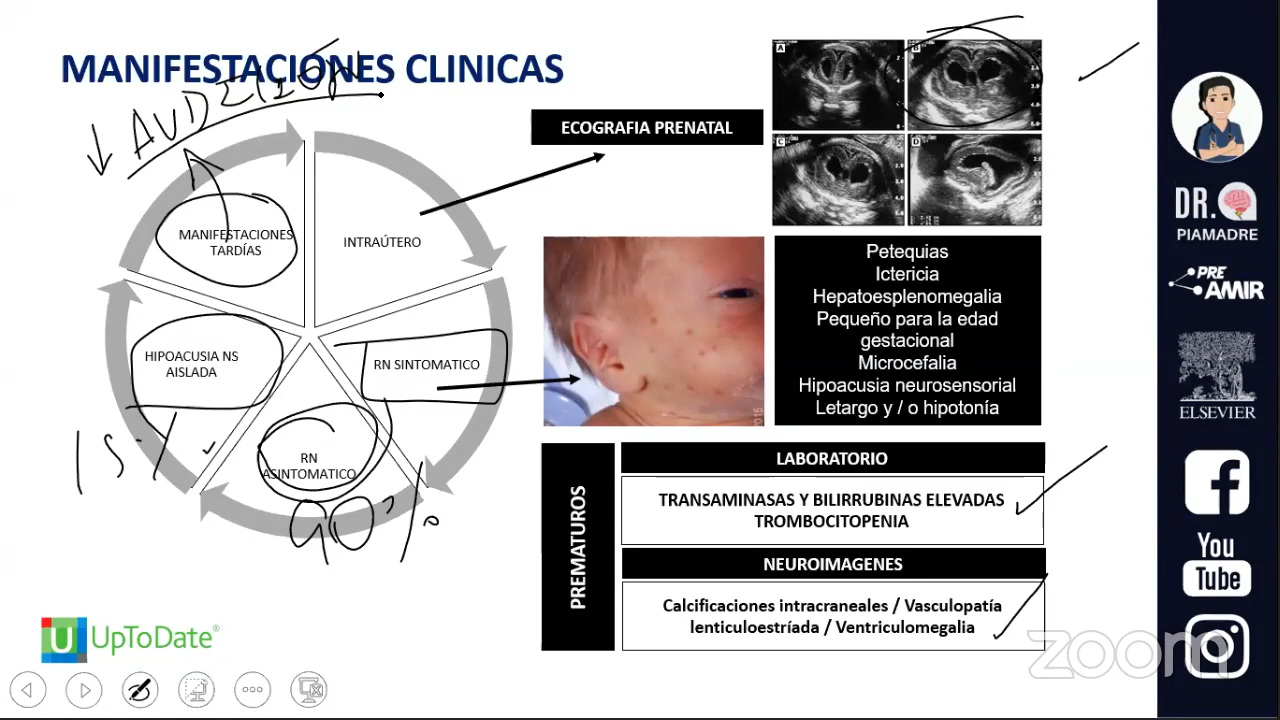 MANIFESTACIONES CLINICAS
↓ AUDICIÓN
MANIFESTACIONES
TARDÍAS
INTRAÚTERO
HIPOACUSIA NS
AISLADA
RN SINTOMATICO
RN
ASINTOMATICO
15%
90%
ECOGRAFIA PRENATAL
A
B
C
D
Petequias
Ictericia
Hepatoesplenomegalia
Pequeño para la edad
gestacional
Microcefalia
Hipoacusia neurosensorial
Letargo y / o hipotonía
PREMATUROS
LABORATORIO
TRANSAMINASAS Y BILIRRUBINAS ELEVADAS
TROMBOCITOPENIA
NEUROIMAGENES
Calcificaciones intracraneales / Vasculopatía
lenticuloestríada / Ventriculomegalia
U UpToDate®
DR.
PIAMADRE
PRE
AMIR
ELSEVIER
f
You
Tube
zoom